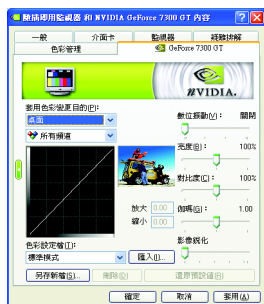 隨插即用監視器 和 NVIDIA GeForce 7300 GT 內容
一般
介面卡
監視器
疑難排解
色彩管理
GeForce 7300 GT
NVIDIA.
套用色彩變更目的(P):
桌面
所有頻道
數位振動(V):
關閉
亮度(B):
100%
對比度(C):
100%
放大 0.00
縮小 0.00
伽瑪(G):
1.00
影像銳化
色彩設定檔(T):
標準模式
匯入(I)...
另存新檔(S)...
刪除(D)
還原預設值(R)
確定
取消
套用(A)